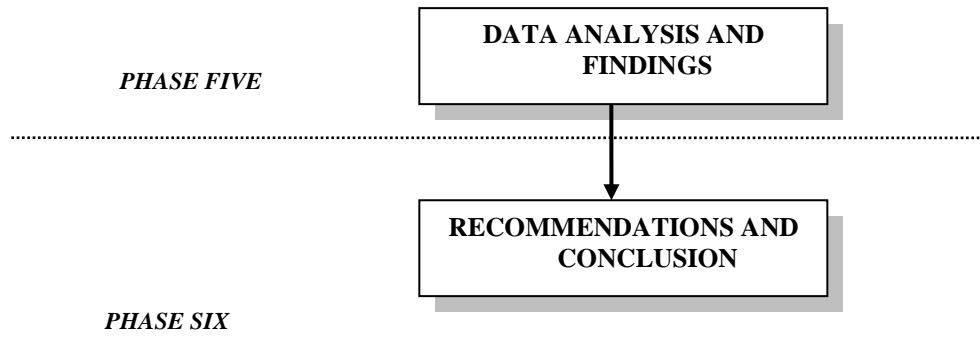 DATA ANALYSIS AND
FINDINGS
PHASE FIVE
RECOMMENDATIONS AND
CONCLUSION
PHASE SIX